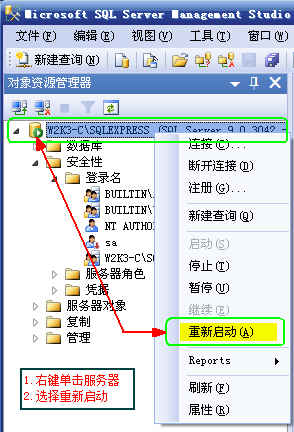 Microsoft SQL Server Management Studio
文件(F) 编辑(E) 视图(V) 工具(T) 窗口(W)
新建查询(N)
对象资源管理器
W2K3-C\SQLEXPRESS (SQL Server 9.0.3042 -
数据库
安全性
登录名
BUILTIN\
BUILTIN\
NT AUTHO
sa
W2K3-C\S
服务器角色
凭据
服务器对象
复制
管理
连接(C)...
断开连接(D)
注册(G)...
新建查询(Q)
启动(S)
停止(T)
暂停(U)
继续(E)
重新启动(A)
Reports
刷新(F)
属性(R)
1. 右键单击服务器
2. 选择重新启动